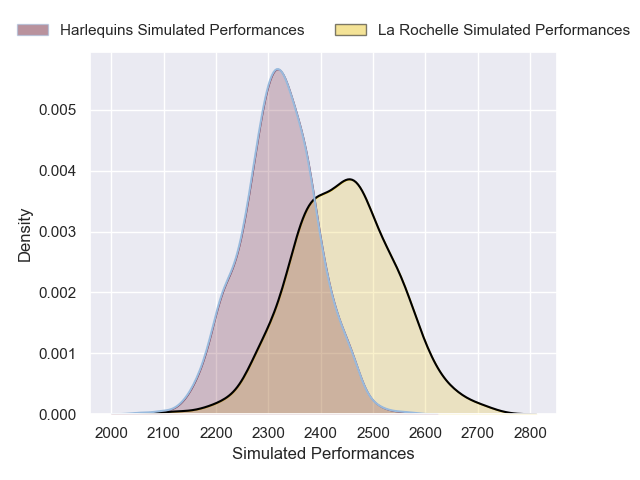 Harlequins Simulated Performances La Rochelle Simulated Performances
Density
0.005
0.004
0.003
0.002
0.001
0.000
2000 2100 2200 2300 2400 2500 2600 2700 2800
Simulated Performances